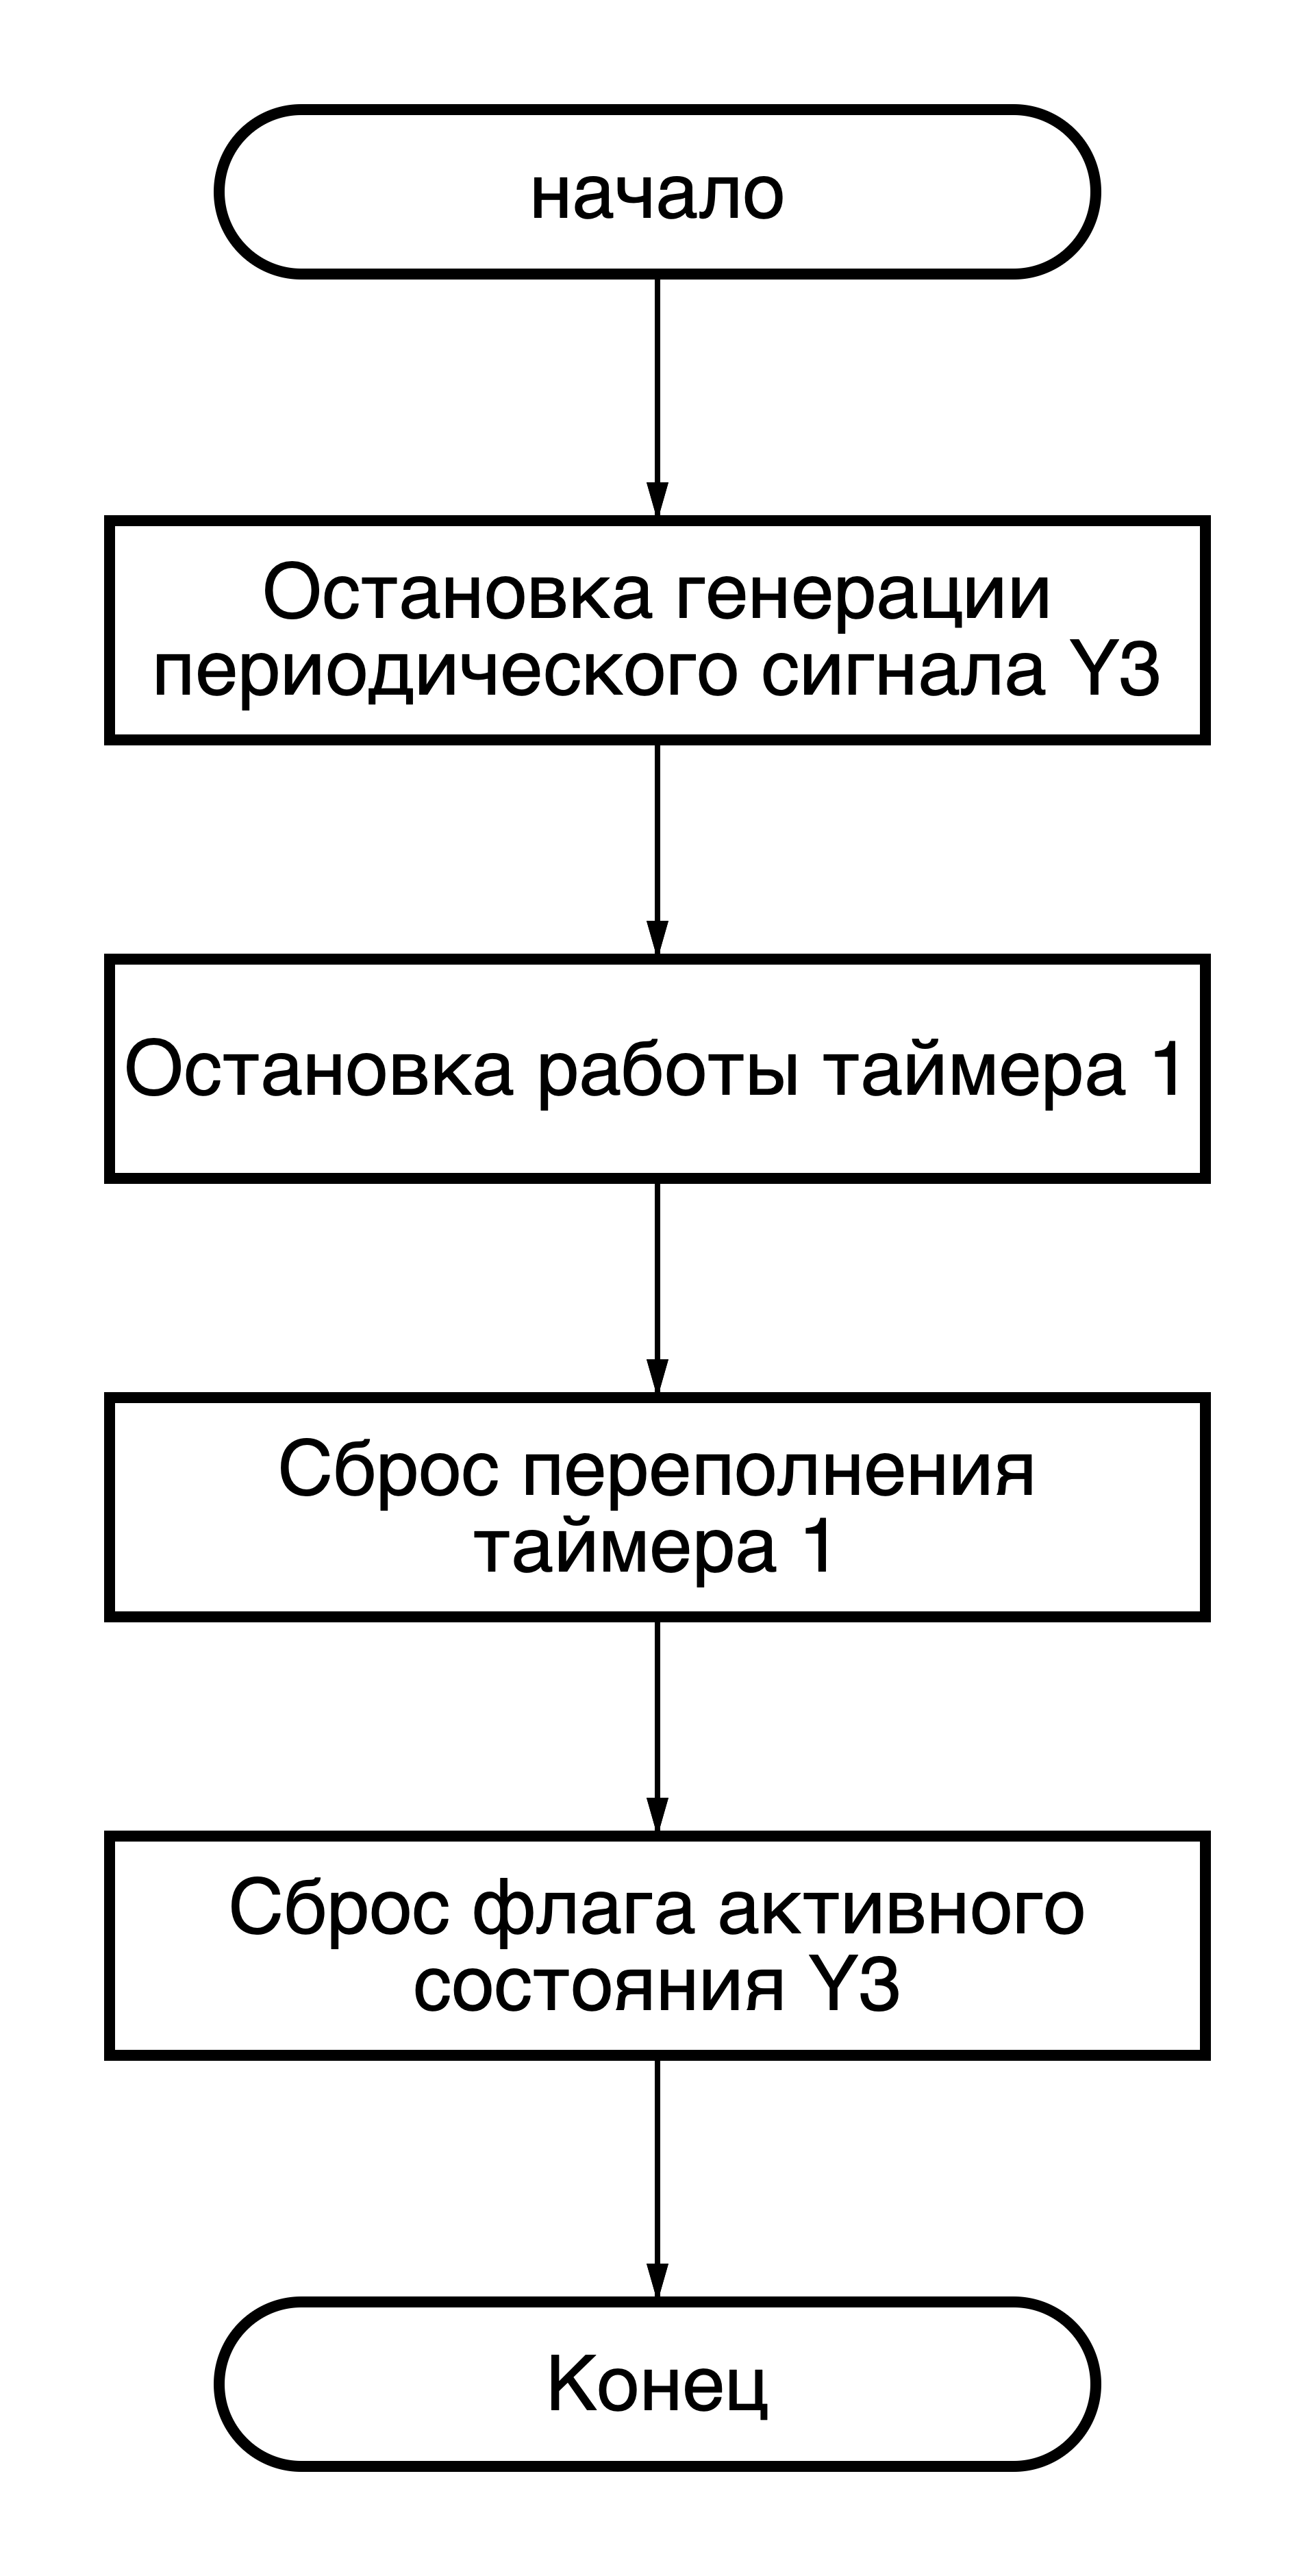 начало
Остановка генерации
периодического сигнала Y3
Остановка работы таймера 1
Сброс переполнения
таймера 1
Сброс флага активного
состояния Y3
Конец